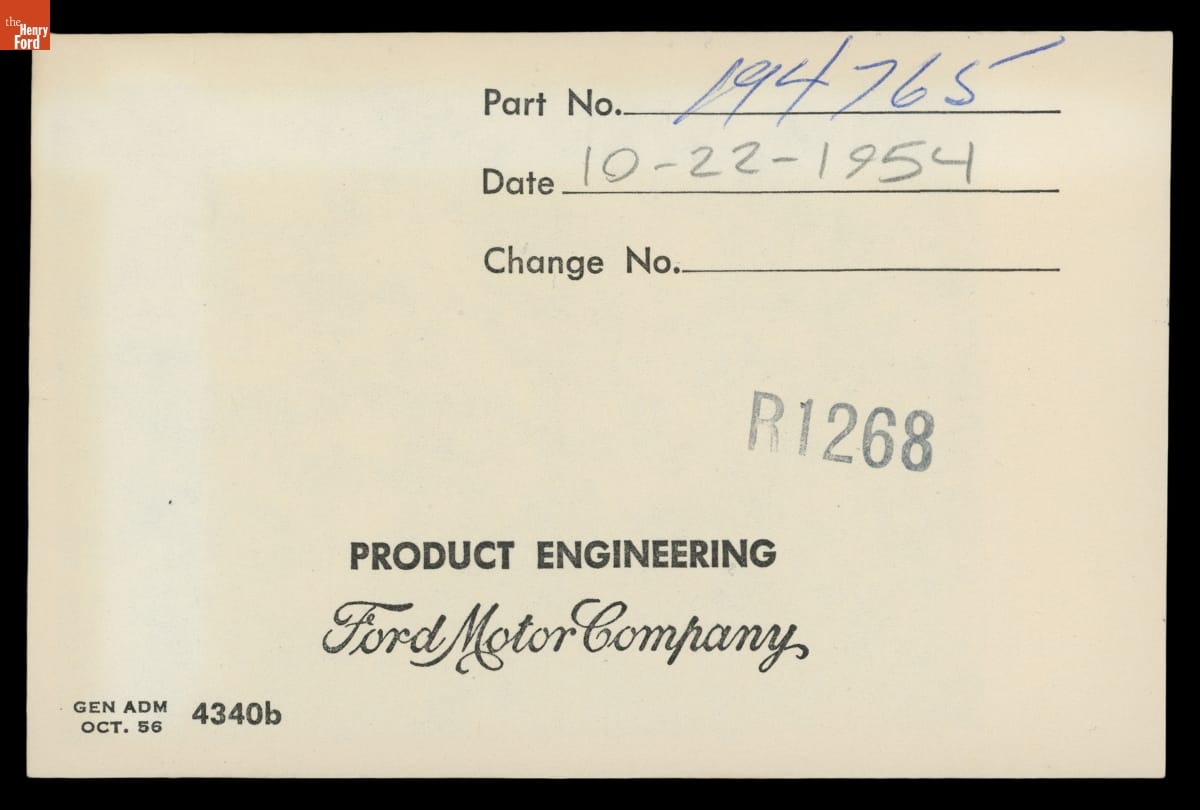 the
Henry
Ford
Part No. 194765
Date 10-22-1954
Change No.
R1268
PRODUCT ENGINEERING
Ford Motor Company
GEN ADM
OCT. 56 4340b